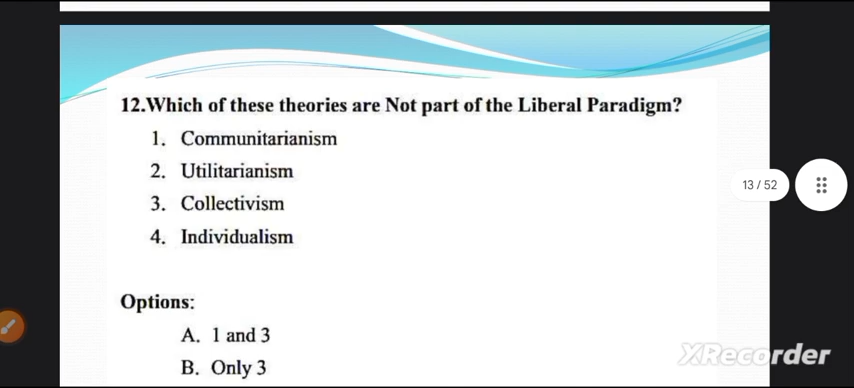 12.Which of these theories are Not part of the Liberal Paradigm?
1. Communitarianism
2. Utilitarianism
13 / 52
3. Collectivism
4. Individualism
Options:
A. 1 and 3
B. Only 3
XRecorder